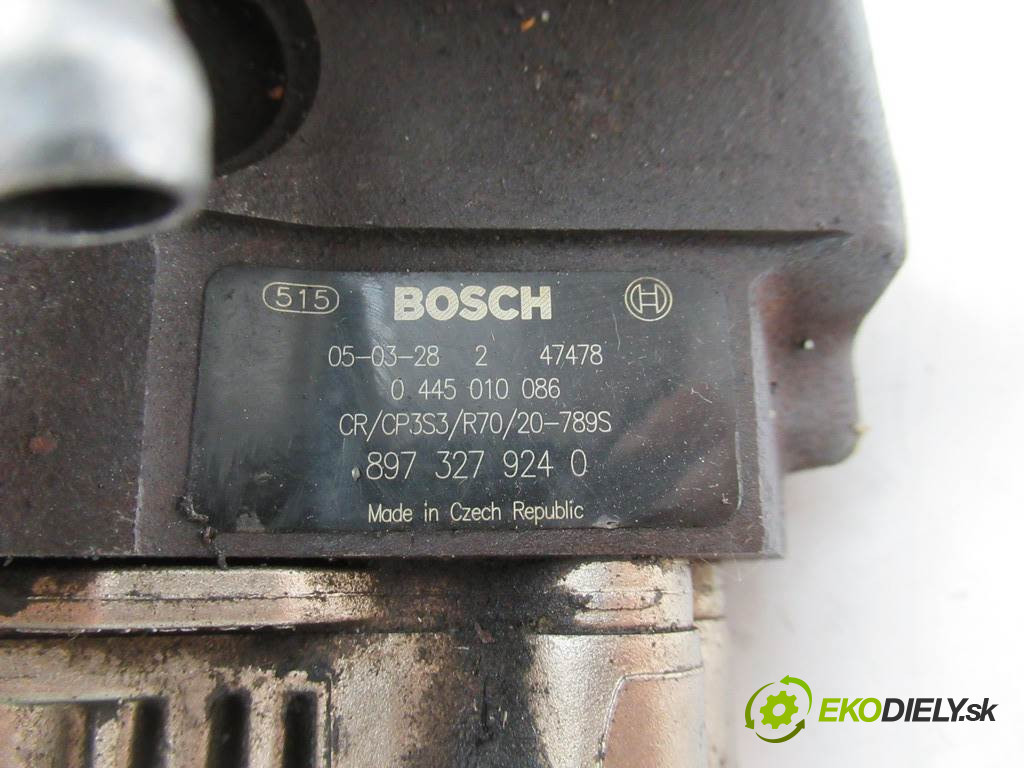 515 BOSCH
05-03-28 2 47478
0 445 010 086
CR/CP3S3/R70/20-789S
897 327 924 0
Made in Czech Republic
EKODIELY.sk